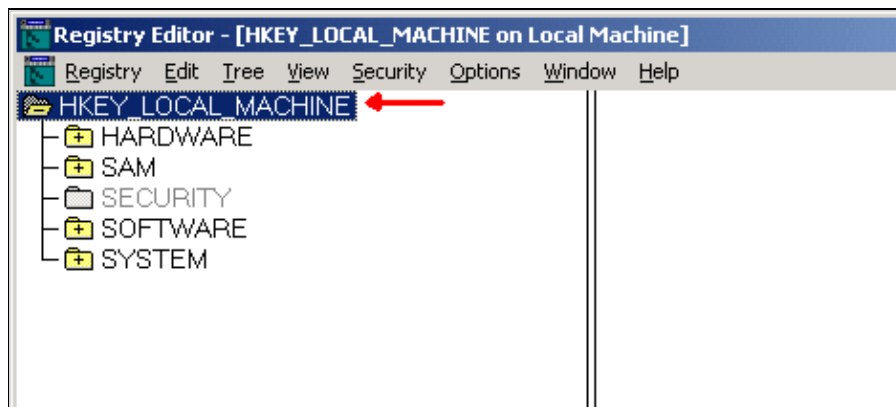 Registry Editor - [HKEY_LOCAL_MACHINE on Local Machine]
Registry Edit Tree View Security Options Window Help
HKEY_LOCAL_MACHINE
HARDWARE
SAM
SECURITY
SOFTWARE
SYSTEM